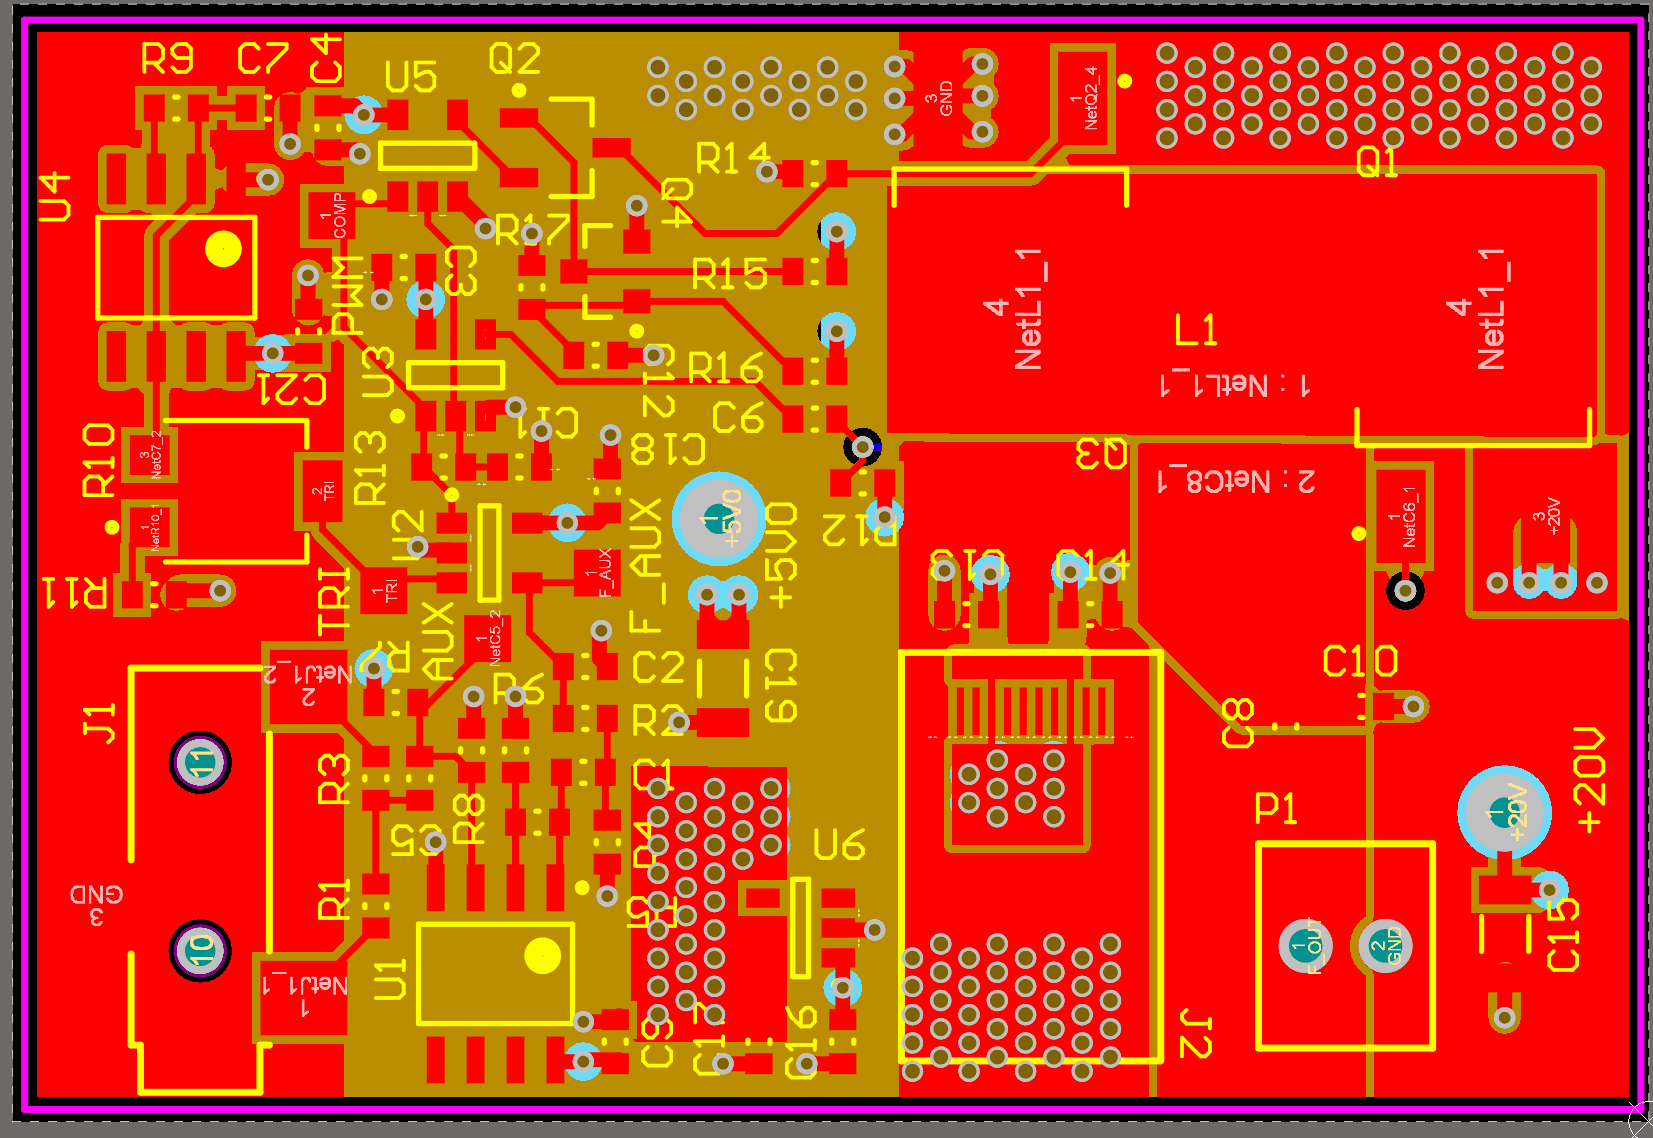 R9
C7
C4
U5
Q2
3
GND
1
NetQ2_4
Q1
U4
1
COMP
R14
Q4
R17
C3
R15
PWM
4
NetL1_1
L1
4
NetL1_1
1 : NetL1_1
C21
U3
R16
C12
C6
C11
C18
R10
3
NetC7_2
2
TRI
R13
Q3
2 : NetC8_1
1
NetC6_1
3
+20V
1
NetR10_1
U2
F_AUX
1
+5V0
+5V0
R12
C13
C14
R11
TRI
1
TRI
1
F_AUX
AUX
1
NetC5_2
NetJ1_2
2
R7
R6
C2
C19
C10
R2
J1
C8
11
R3
C1
P1
1
+20V
+20V
R8
C5
R4
U6
R1
GND
3
10
U1
1
F_OUT
2
GND
C15
NetJ1_1
1
C9
C17
C16
J2